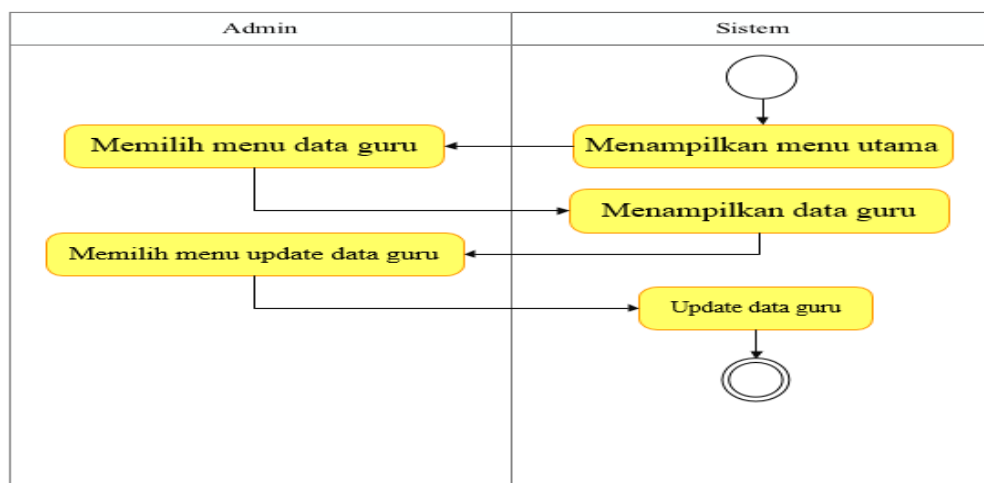 Admin
Sistem
Menampilkan menu utama
Memilih menu data guru
Menampilkan data guru
Memilih menu update data guru
Update data guru